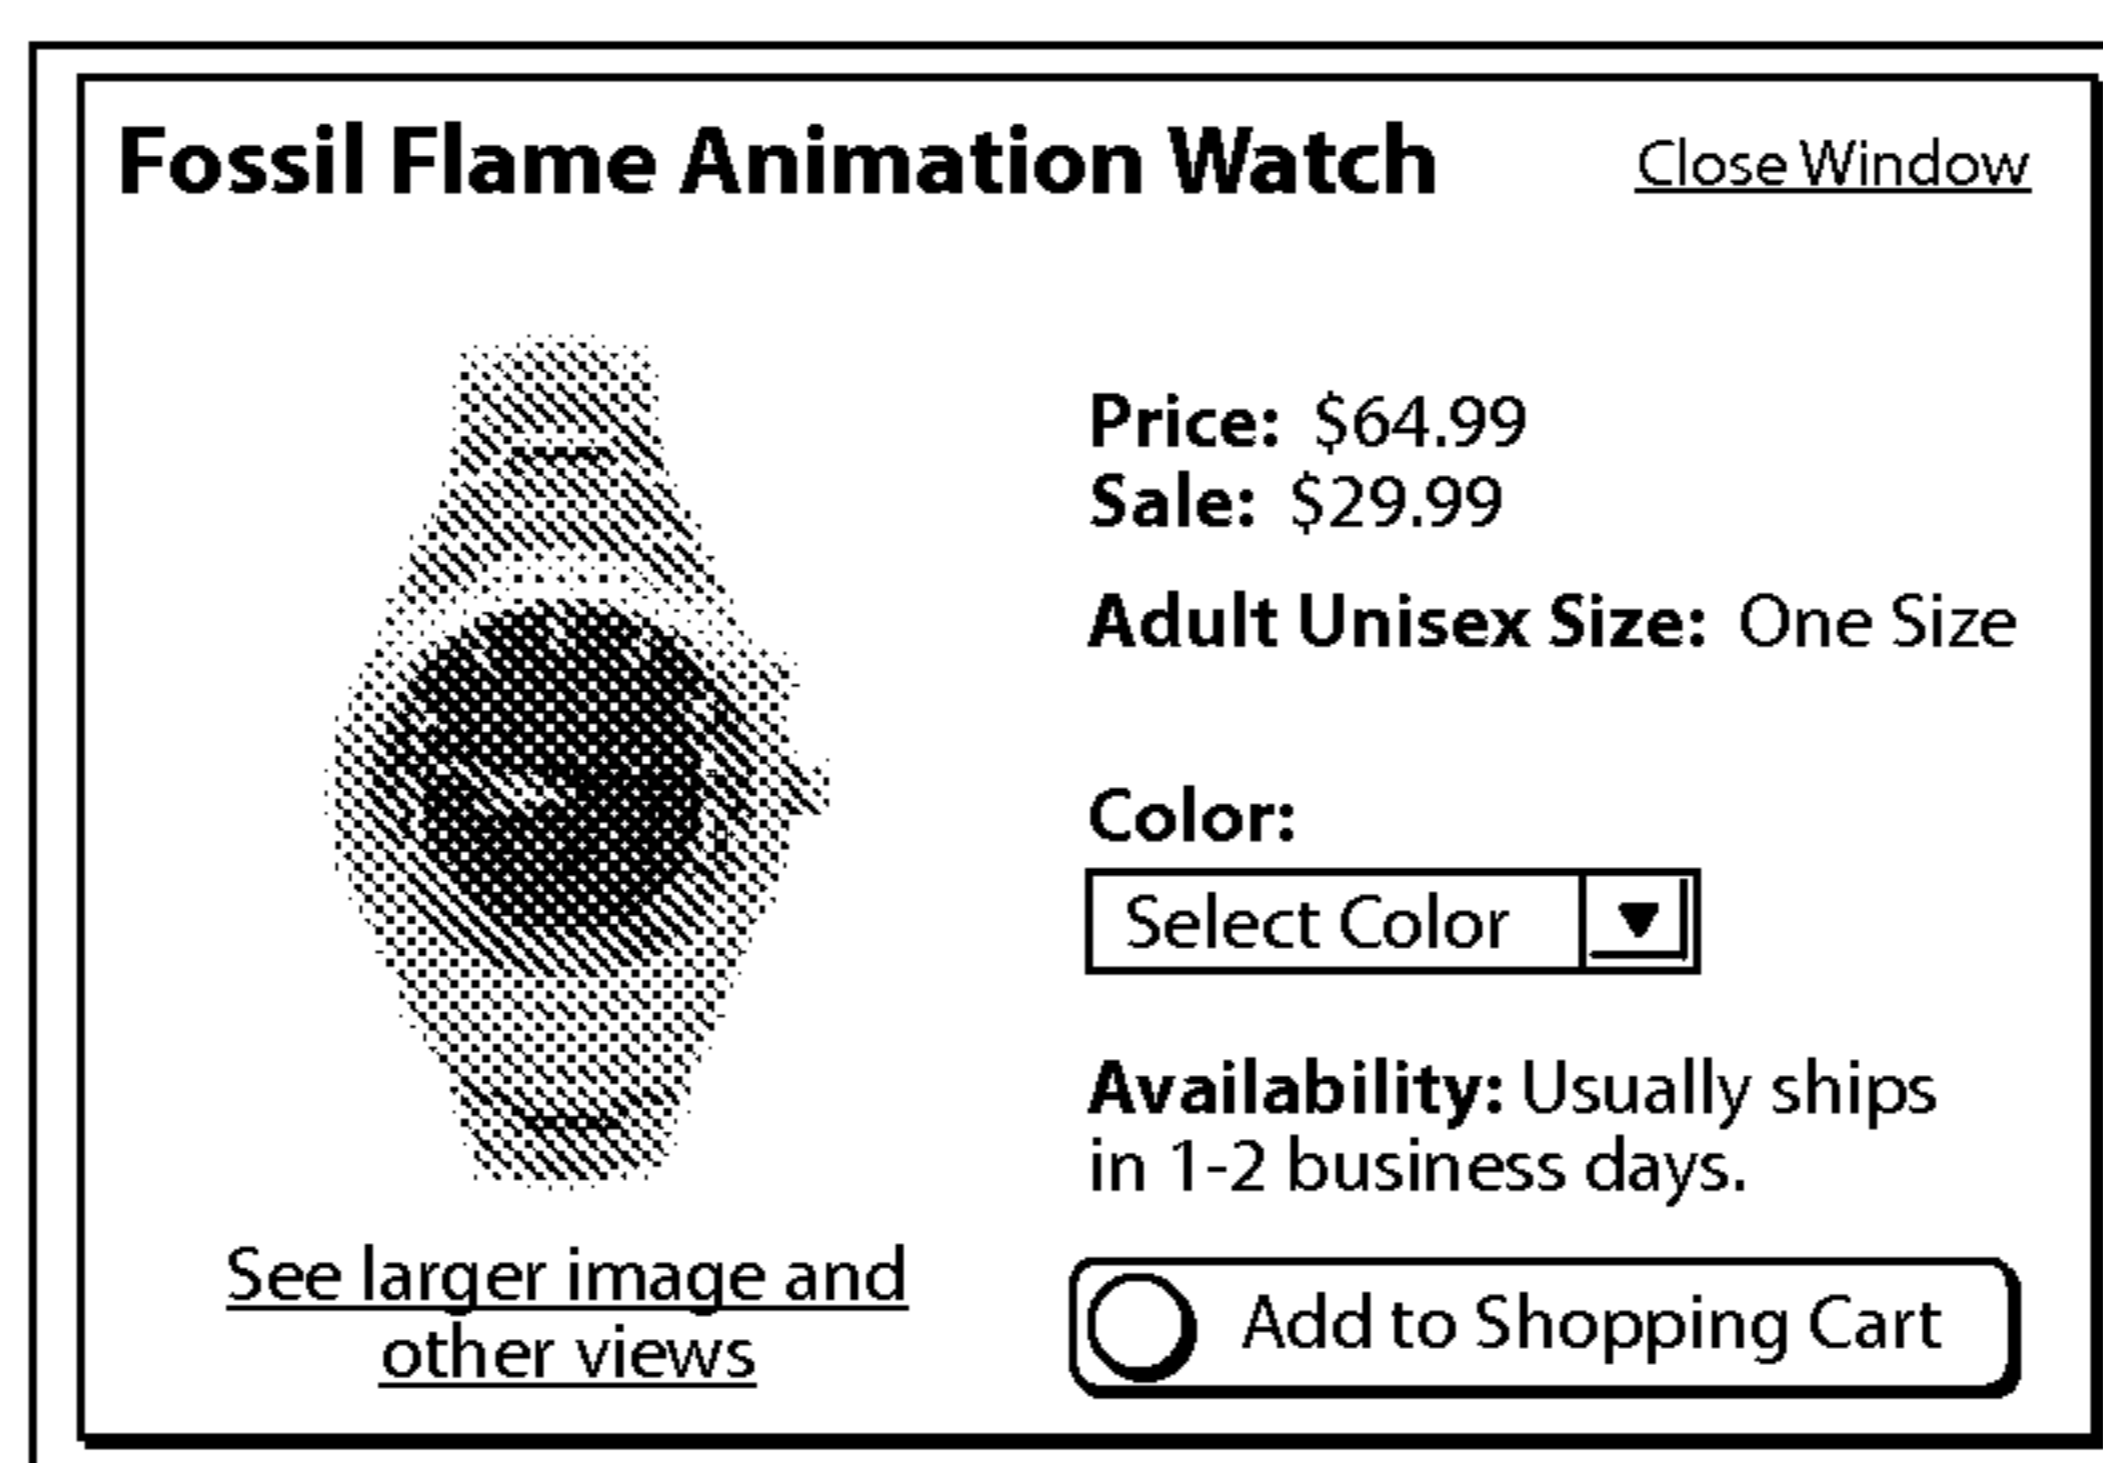 Fossil Flame Animation Watch
Close Window
Price: $64.99
Sale: $29.99
Adult Unisex Size: One Size
Color:
Select Color
Availability: Usually ships
in 1-2 business days.
See larger image and
other views
Add to Shopping Cart